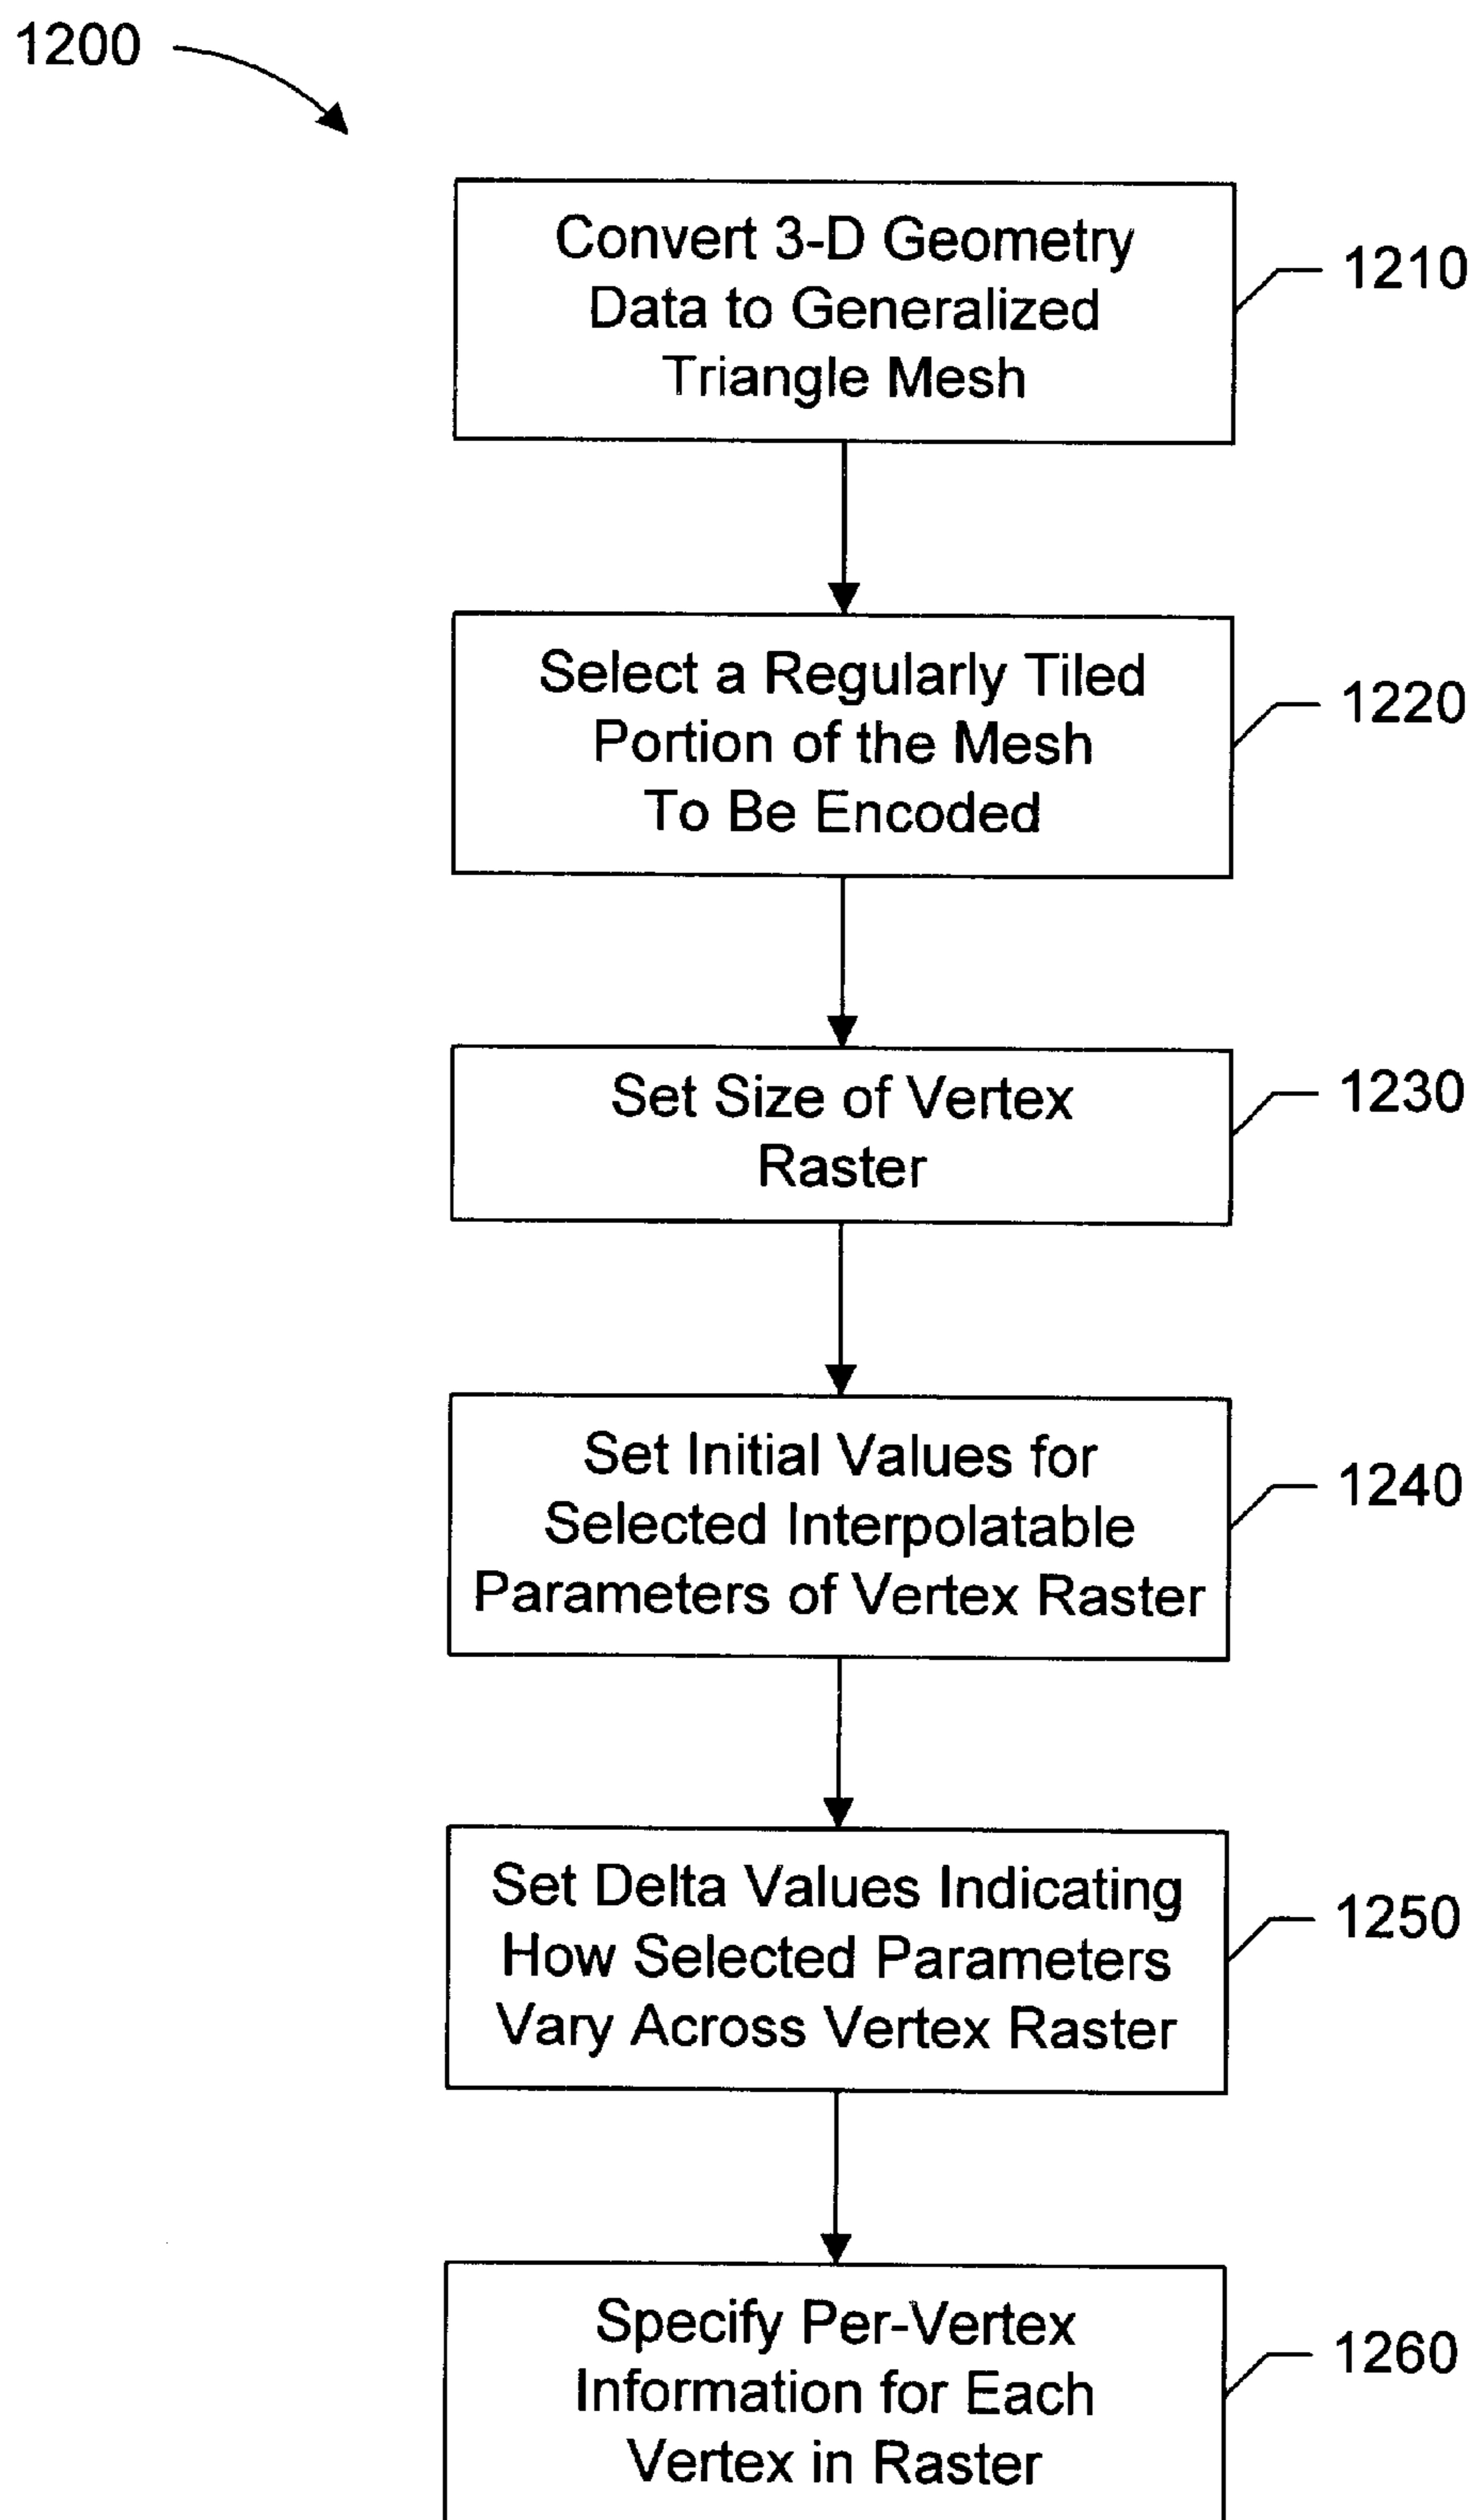 1200
Convert 3-D Geometry
Data to Generalized
Triangle Mesh
1210
Select a Regularly Tiled
Portion of the Mesh
To Be Encoded
1220
Set Size of Vertex
Raster
1230
Set Initial Values for
Selected Interpolatable
Parameters of Vertex Raster
1240
Set Delta Values Indicating
How Selected Parameters
Vary Across Vertex Raster
1250
Specify Per-Vertex
Information for Each
Vertex in Raster
1260